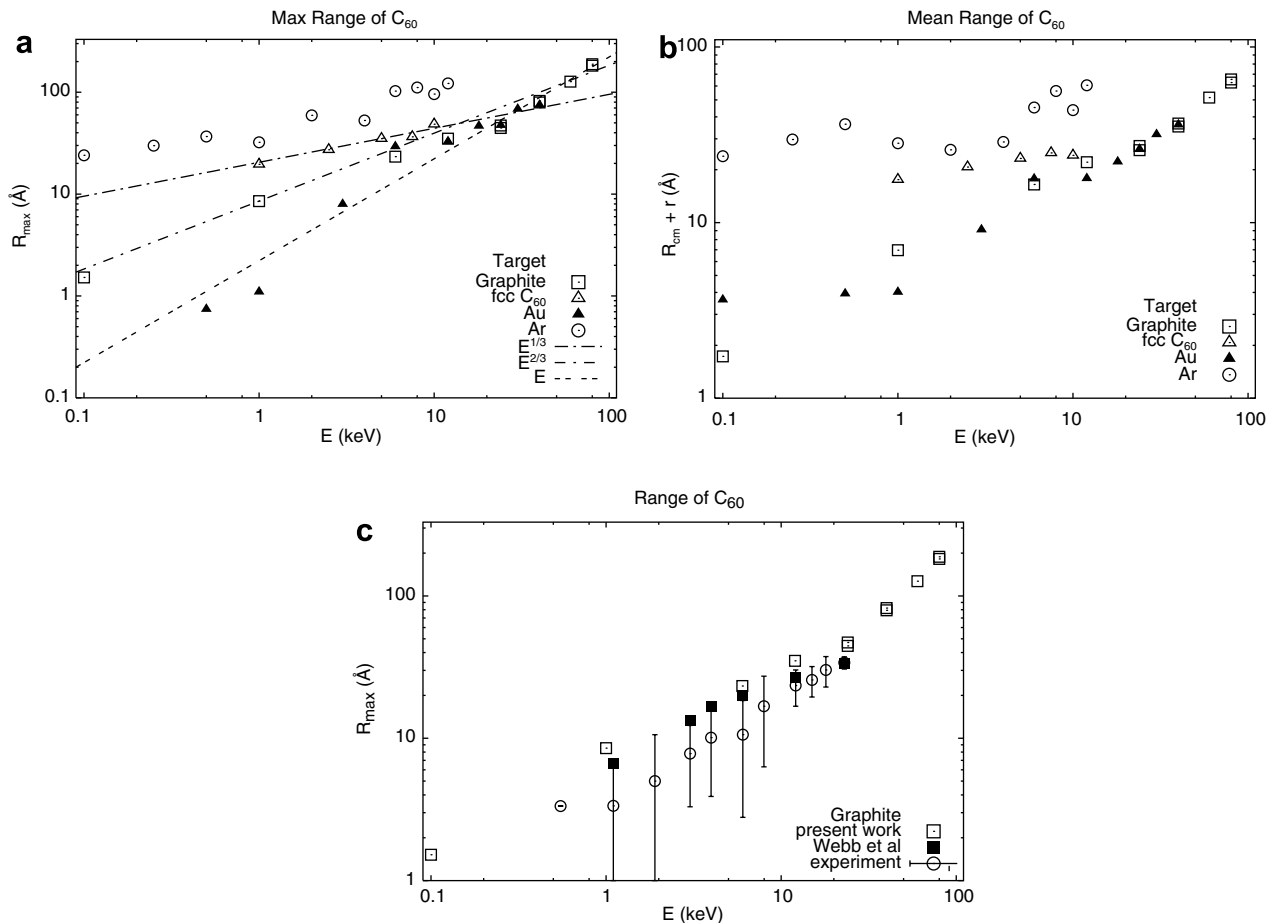 Max Range of C60
a
100
10
1
0.1
Rmax (Å)
Target
Graphite
fcc C60
Au
Ar
E1/3
E2/3
E
0.1 1 10 100
E (keV)
Mean Range of C60
b
100
10
1
Rcm + r (Å)
Target
Graphite
fcc C60
Au
Ar
0.1 1 10 100
E (keV)
Range of C60
c
100
10
1
Rmax (Å)
Graphite
present work
Webb et al
experiment
0.1 1 10 100
E (keV)